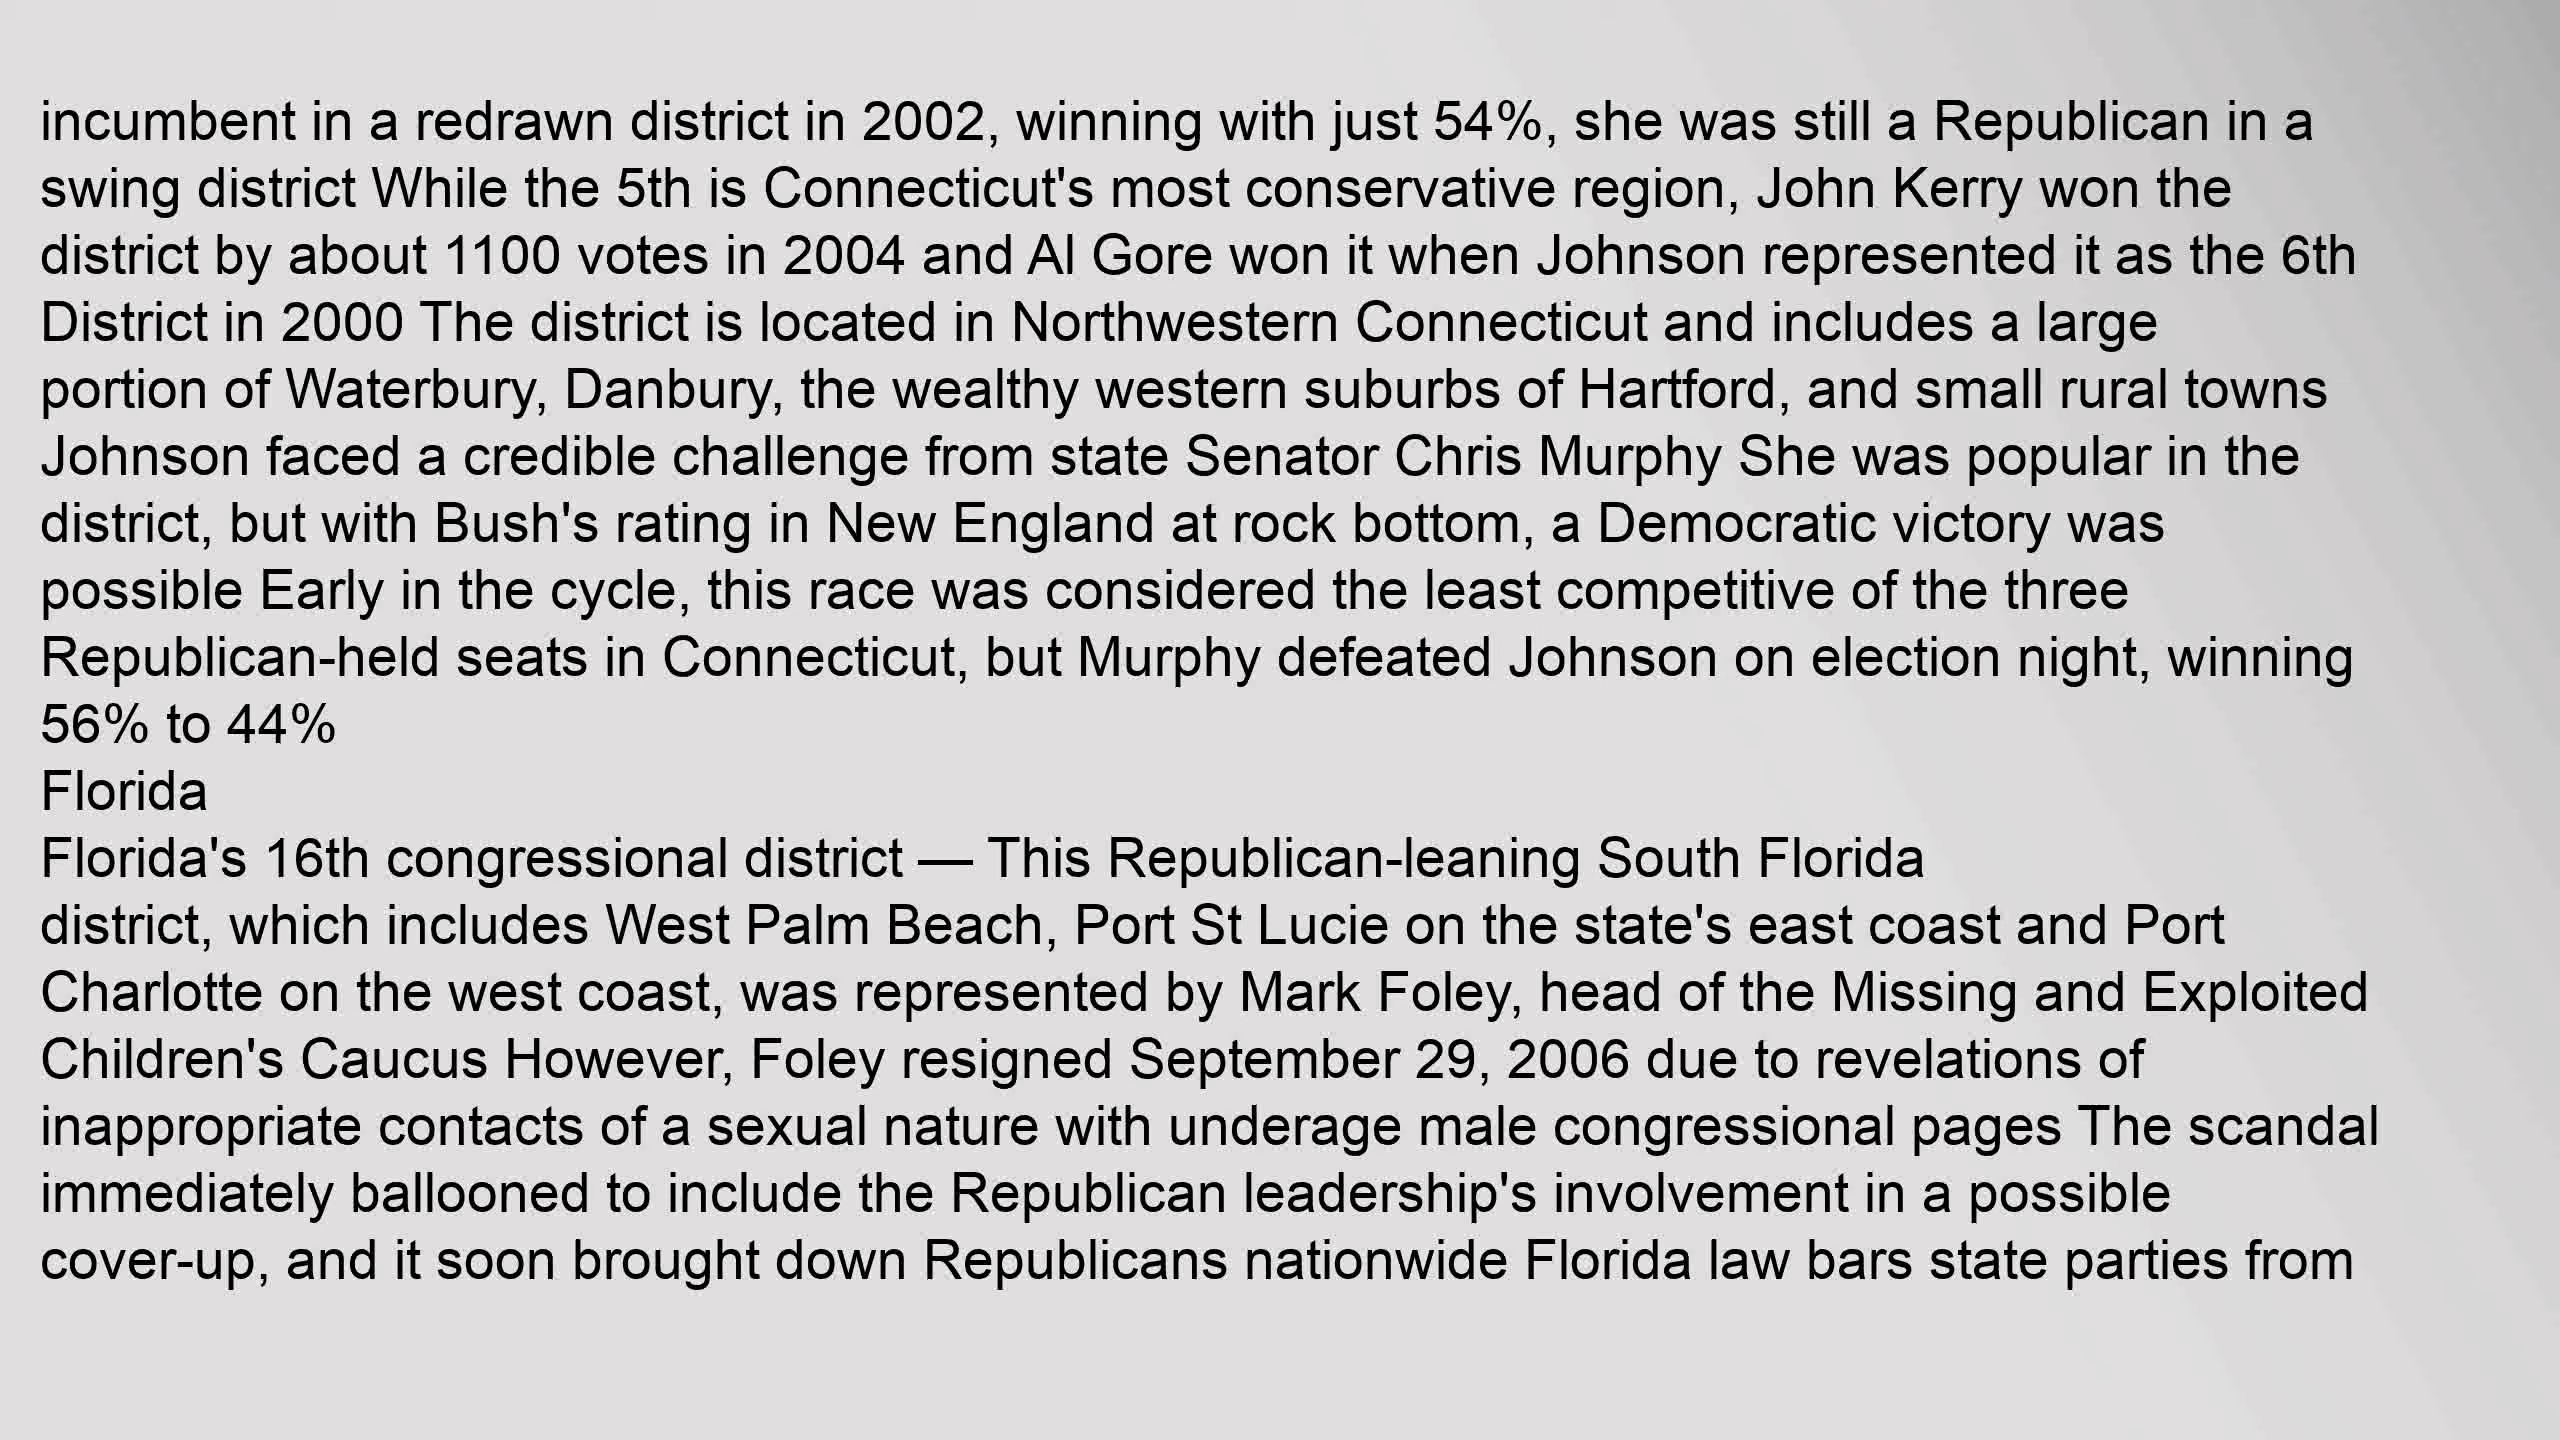 incumbent in a redrawn district in 2002, winning with just 54%, she was still a Republican in a
swing district While the 5th is Connecticut's most conservative region, John Kerry won the
district by about 1100 votes in 2004 and Al Gore won it when Johnson represented it as the 6th
District in 2000 The district is located in Northwestern Connecticut and includes a large
portion of Waterbury, Danbury, the wealthy western suburbs of Hartford, and small rural towns
Johnson faced a credible challenge from state Senator Chris Murphy She was popular in the
district, but with Bush's rating in New England at rock bottom, a Democratic victory was
possible Early in the cycle, this race was considered the least competitive of the three
Republican-held seats in Connecticut, but Murphy defeated Johnson on election night, winning
56% to 44%
Florida
Florida's 16th congressional district — This Republican-leaning South Florida
district, which includes West Palm Beach, Port St Lucie on the state's east coast and Port
Charlotte on the west coast, was represented by Mark Foley, head of the Missing and Exploited
Children's Caucus However, Foley resigned September 29, 2006 due to revelations of
inappropriate contacts of a sexual nature with underage male congressional pages The scandal
immediately ballooned to include the Republican leadership's involvement in a possible
cover-up, and it soon brought down Republicans nationwide Florida law bars state parties from